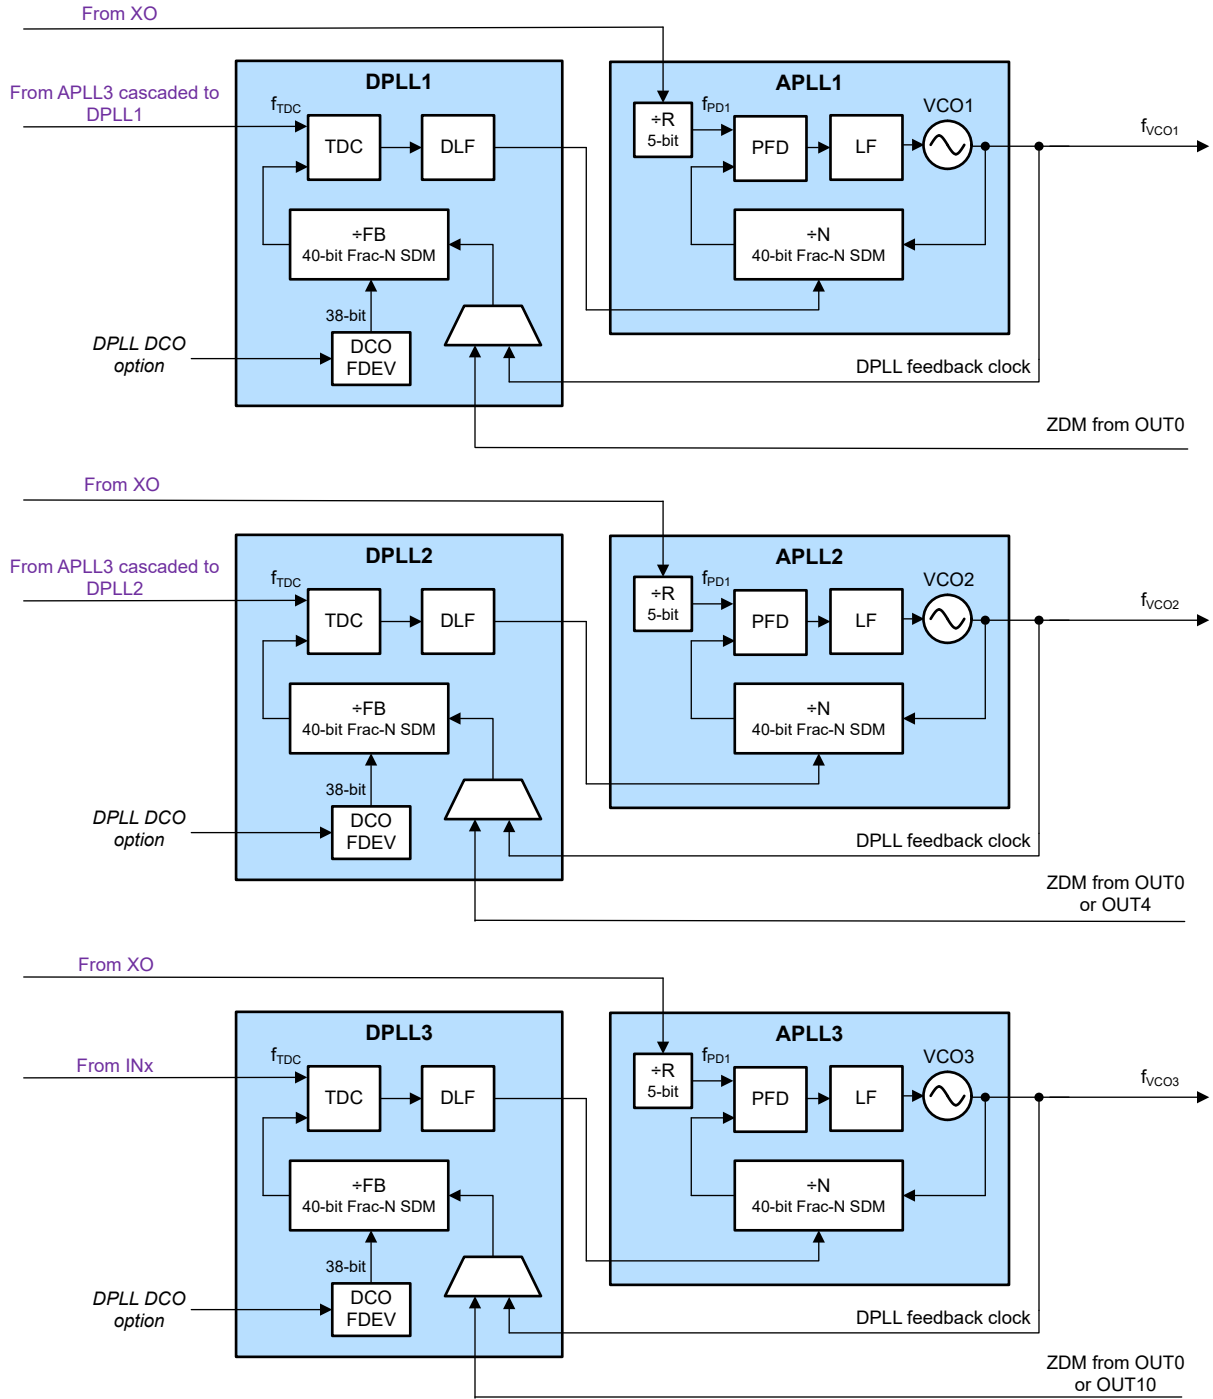 From XO
From APLL3 cascaded to
DPLL1
DPLL1
fTDC
TDC
DLF
÷FB
40-bit Frac-N SDM
38-bit
DCO
FDEV
DPLL DCO
option
APLL1
÷R
5-bit
fPD1
PFD
LF
VCO1
÷N
40-bit Frac-N SDM
fVCO1
DPLL feedback clock
ZDM from OUT0
From XO
From APLL3 cascaded to
DPLL2
DPLL2
fTDC
TDC
DLF
÷FB
40-bit Frac-N SDM
38-bit
DCO
FDEV
DPLL DCO
option
APLL2
÷R
5-bit
fPD1
PFD
LF
VCO2
÷N
40-bit Frac-N SDM
fVCO2
DPLL feedback clock
ZDM from OUT0
or OUT4
From XO
From INx
DPLL3
fTDC
TDC
DLF
÷FB
40-bit Frac-N SDM
38-bit
DCO
FDEV
DPLL DCO
option
APLL3
÷R
5-bit
fPD1
PFD
LF
VCO3
÷N
40-bit Frac-N SDM
fVCO3
DPLL feedback clock
ZDM from OUT0
or OUT10